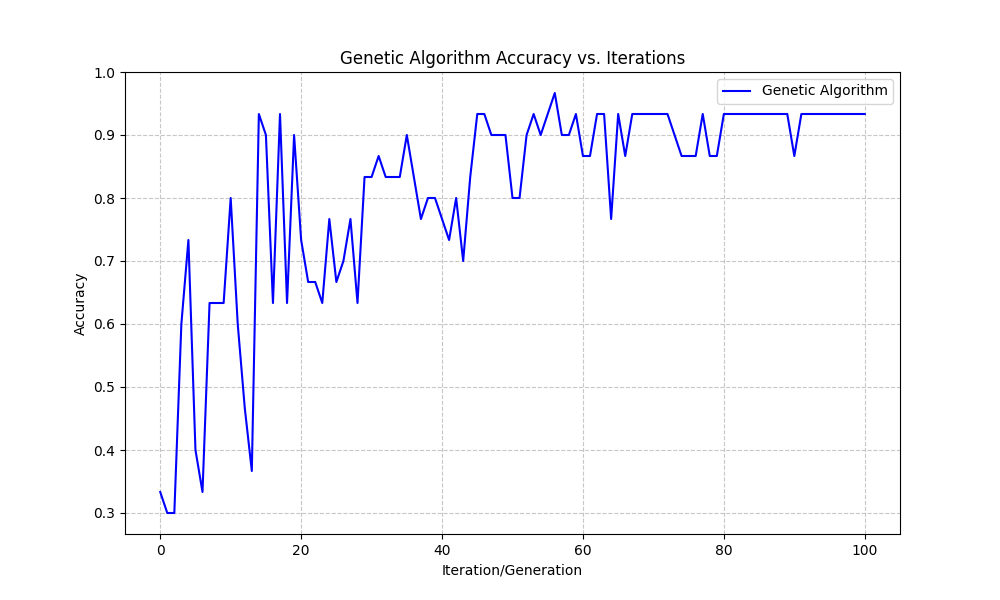 Genetic Algorithm Accuracy vs. Iterations
Genetic Algorithm
1.0
0.9
0.8
0.7
0.6
0.5
0.4
0.3
Accuracy
0 20 40 60 80 100
Iteration/Generation